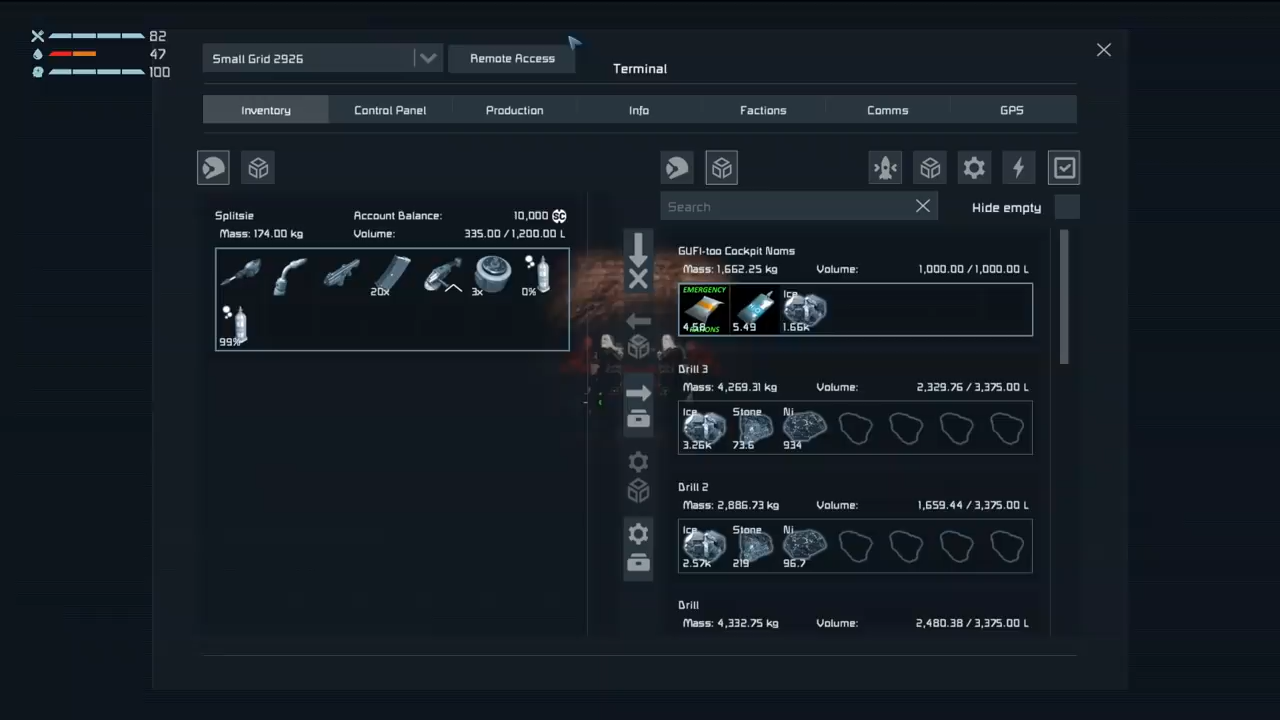 82
47
100
Small Grid 2926
Remote Access
Terminal
Inventory
Control Panel
Production
Info
Factions
Comms
GPS
Search
Hide empty
Splitsie
Account Balance:
10,000 SC
Mass: 174.00 kg
Volume:
335.00 / 1,200.00 L
20x
3x
0%
99%
GUFI-too Cockpit Noms
Mass: 1,662.25 kg
Volume:
1,000.00 / 1,000.00 L
EMERGENCY
RATIONS
4.58
5.49
Ice
1.66k
Drill 3
Mass: 4,269.31 kg
Volume:
2,329.76 / 3,375.00 L
Ice
Stone
Ni
3.26k
73.6
934
Drill 2
Mass: 2,886.73 kg
Volume:
1,659.44 / 3,375.00 L
Ice
Stone
Ni
2.57k
219
96.7
Drill
Mass: 4,332.75 kg
Volume:
2,480.38 / 3,375.00 L